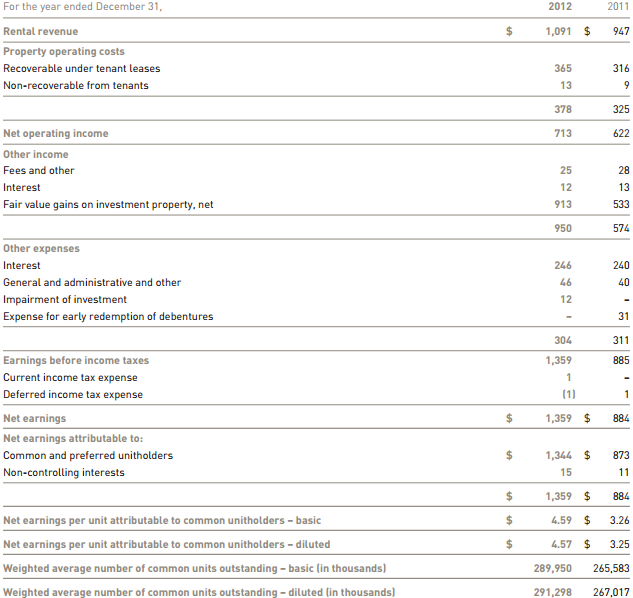 For the year ended December 31, 2012 2011
Rental revenue $ 1,091 $ 947
Property operating costs
Recoverable under tenant leases 365 316
Non-recoverable from tenants 13 9
378 325
Net operating income 713 622
Other income
Fees and other 25 28
Interest 12 13
Fair value gains on investment property, net 913 533
950 574
Other expenses
Interest 246 240
General and administrative and other 46 40
Impairment of investment 12 –
Expense for early redemption of debentures – 31
304 311
Earnings before income taxes 1,359 885
Current income tax expense 1 –
Deferred income tax expense (1) 1
Net earnings $ 1,359 $ 884
Net earnings attributable to:
Common and preferred unitholders $ 1,344 $ 873
Non-controlling interests 15 11
$ 1,359 $ 884
Net earnings per unit attributable to common unitholders – basic $ 4.59 $ 3.26
Net earnings per unit attributable to common unitholders – diluted $ 4.57 $ 3.25
Weighted average number of common units outstanding – basic (in thousands) 289,950 265,583
Weighted average number of common units outstanding – diluted (in thousands) 291,298 267,017